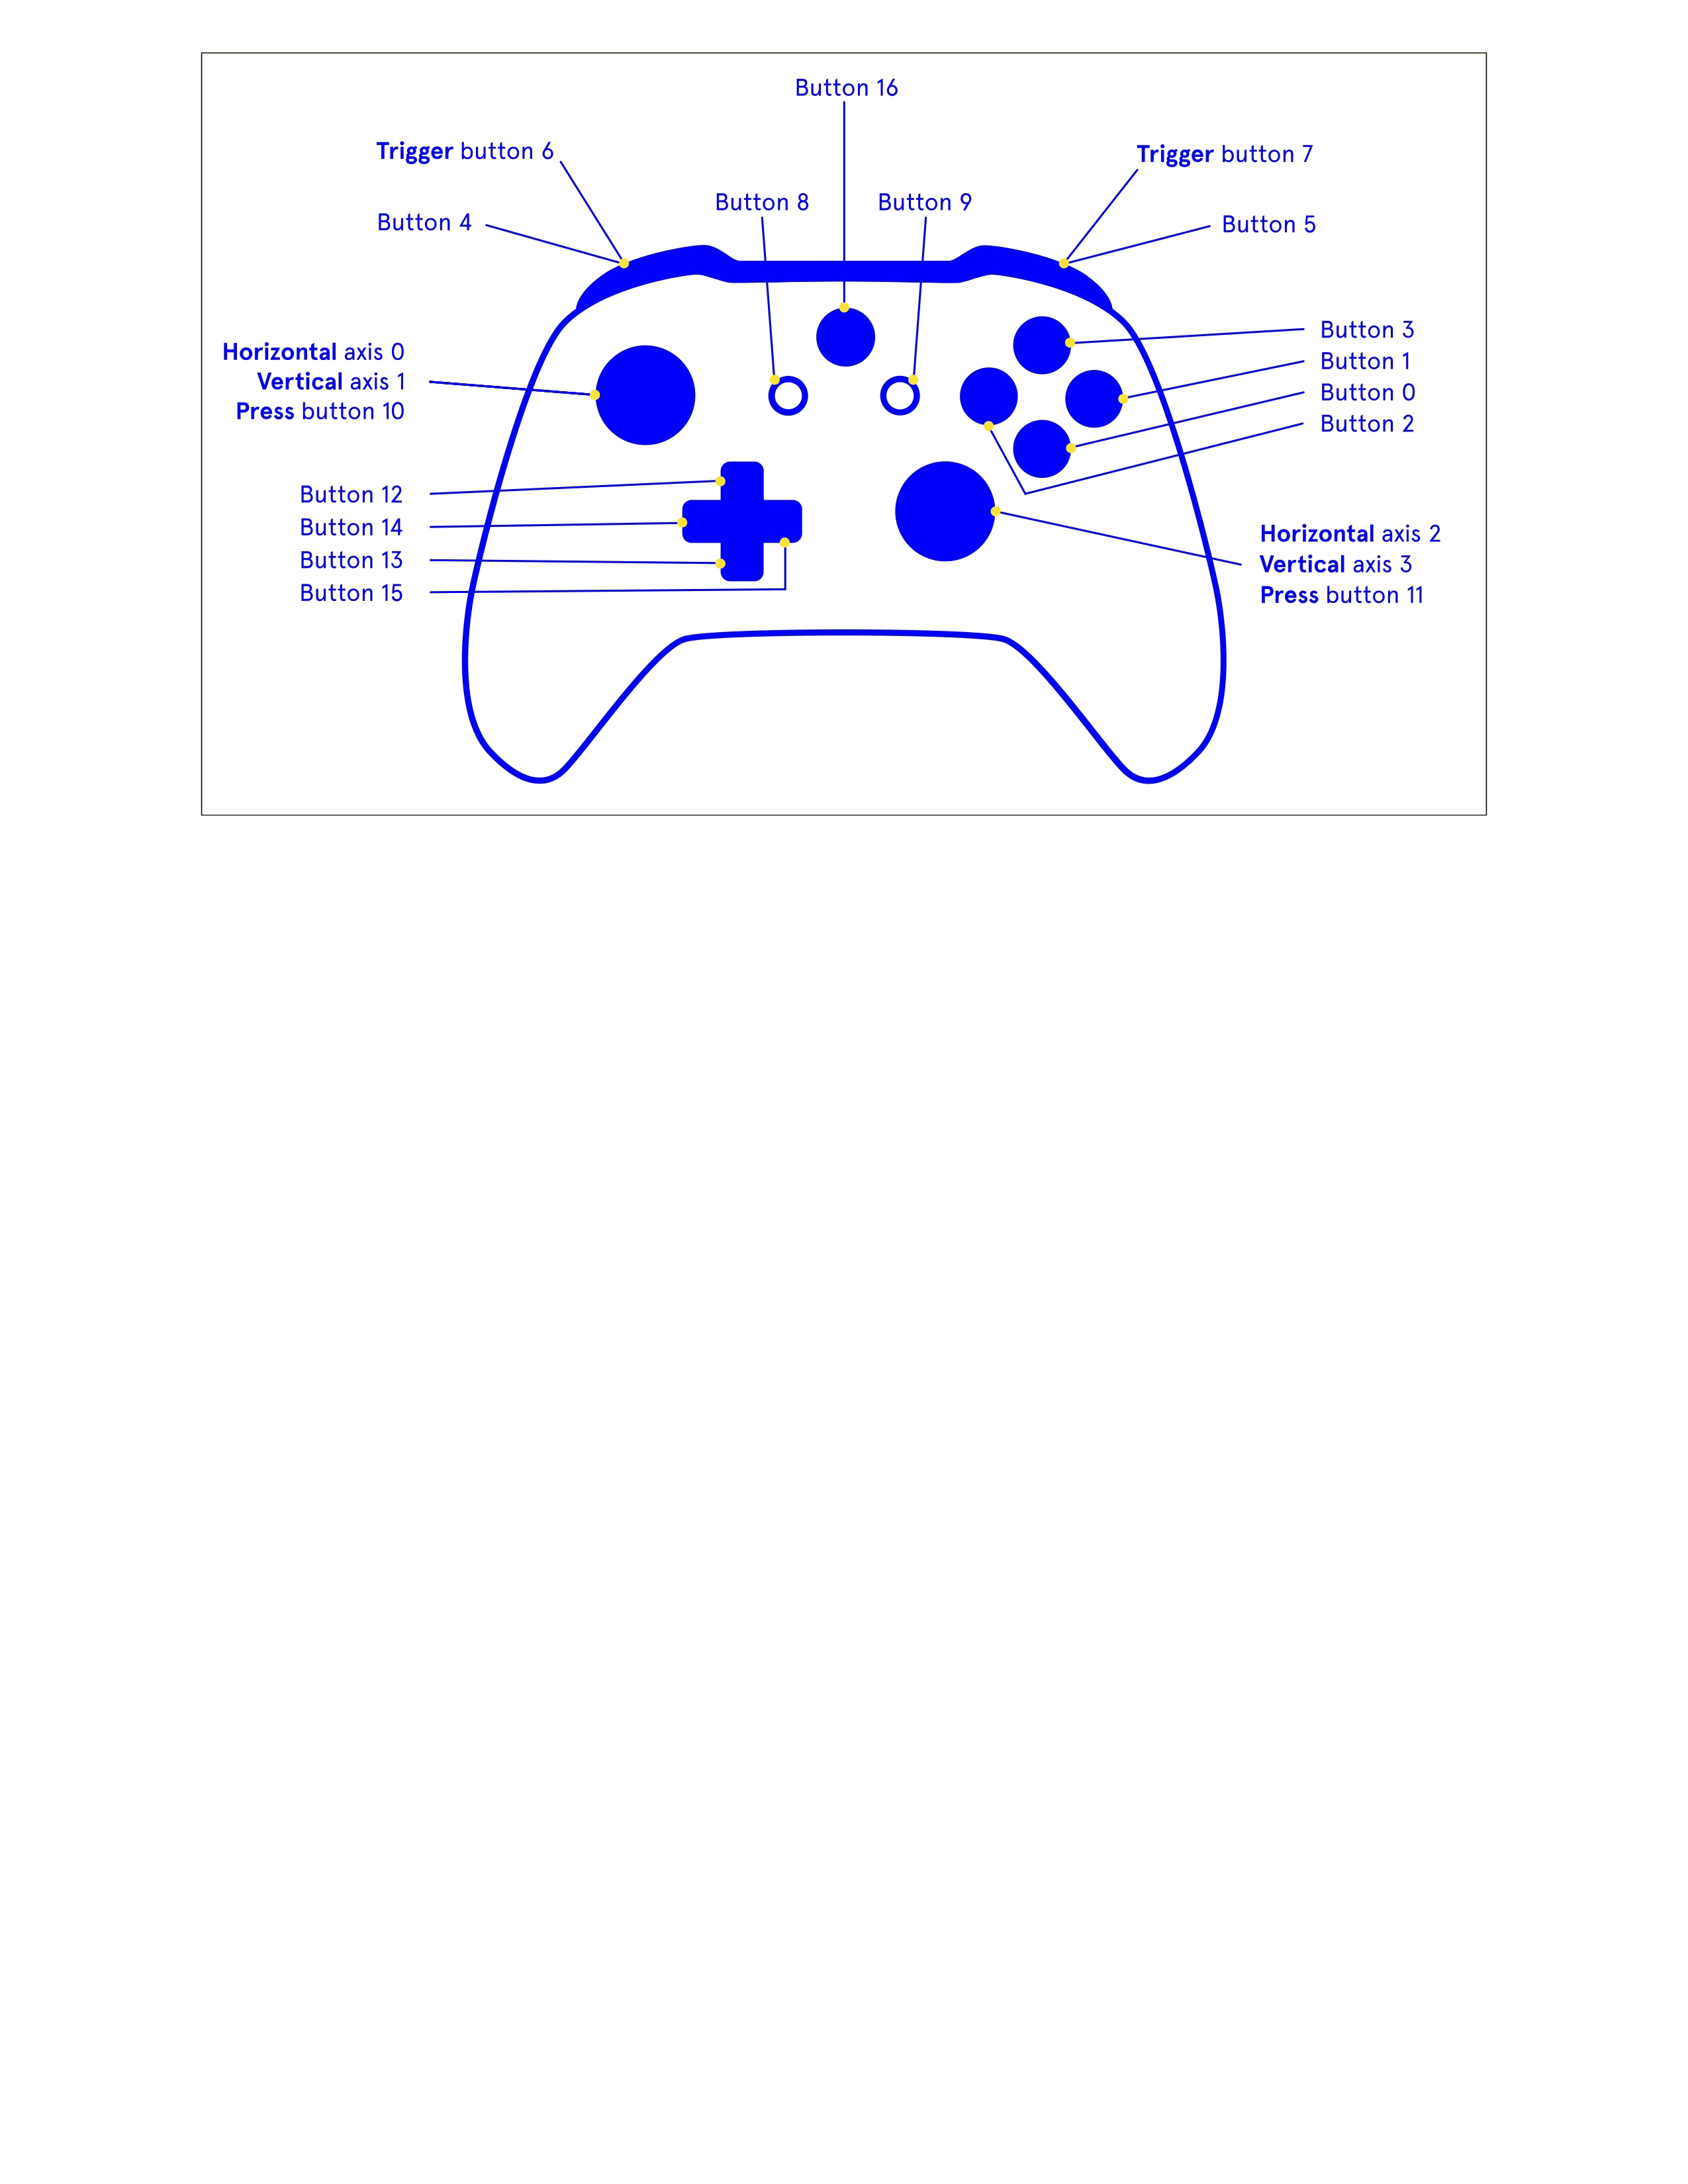 Button 16
Trigger button 6
Trigger button 7
Button 8
Button 9
Button 4
Button 5
Horizontal axis 0
Vertical axis 1
Press button 10
Button 3
Button 1
Button 0
Button 2
Button 12
Button 14
Button 13
Button 15
Horizontal axis 2
Vertical axis 3
Press button 11